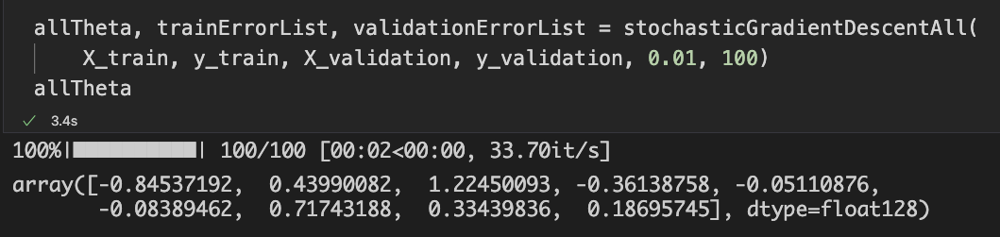 allTheta, trainErrorList, validationErrorList = stochasticGradientDescentAll(
X_train, y_train, X_validation, y_validation, 0.01, 100)
allTheta
✓ 3.4s
100%|██████████| 100/100 [00:02<00:00, 33.70it/s]
array([-0.84537192, 0.43990082, 1.22450093, -0.36138758, -0.05110876,
-0.08389462, 0.71743188, 0.33439836, 0.18695745], dtype=float128)